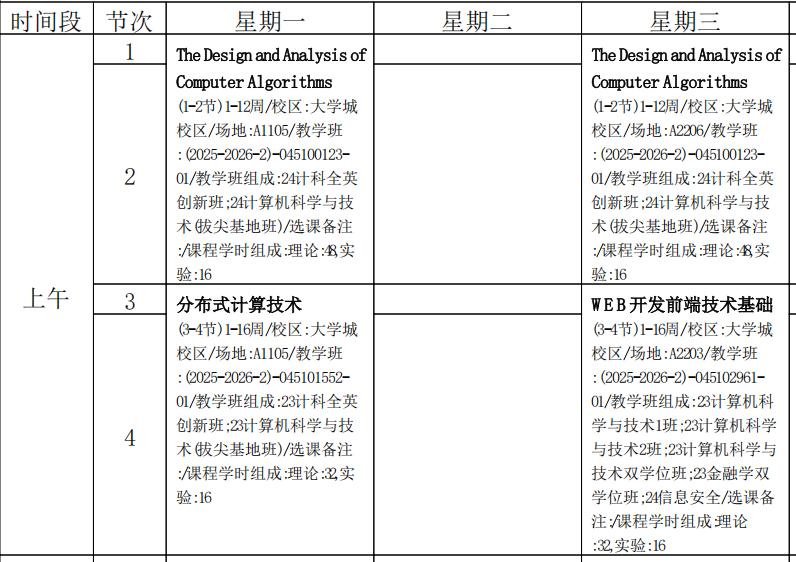 时间段 节次 星期一 星期二 星期三
上午
1
2
The Design and Analysis of
Computer Algorithms
(1-2节)1-12周/校区:大学城
校区/场地:A1105/教学班
:(2025-2026-2)-045100123-
01/教学班组成:24计科全英
创新班;24计算机科学与技
术(拔尖基地班)/选课备注
:/课程学时组成:理论:48,实
验:16
The Design and Analysis of
Computer Algorithms
(1-2节)1-12周/校区:大学城
校区/场地:A2206/教学班
:(2025-2026-2)-045100123-
01/教学班组成:24计科全英
创新班;24计算机科学与技
术(拔尖基地班)/选课备注
:/课程学时组成:理论:48,实
验:16
3
4
分布式计算技术
(3-4节)1-16周/校区:大学城
校区/场地:A1105/教学班
:(2025-2026-2)-045101552-
01/教学班组成:23计科全英
创新班;23计算机科学与技
术(拔尖基地班)/选课备注
:/课程学时组成:理论:32,实
验:16
WEB开发前端技术基础
(3-4节)1-16周/校区:大学城
校区/场地:A2203/教学班
:(2025-2026-2)-045102961-
01/教学班组成:23计算机科
学与技术1班;23计算机科学
与技术2班;23计算机科学与
技术双学位班;23金融学双
学位班;24信息安全/选课备
注:/课程学时组成:理论
:32,实验:16